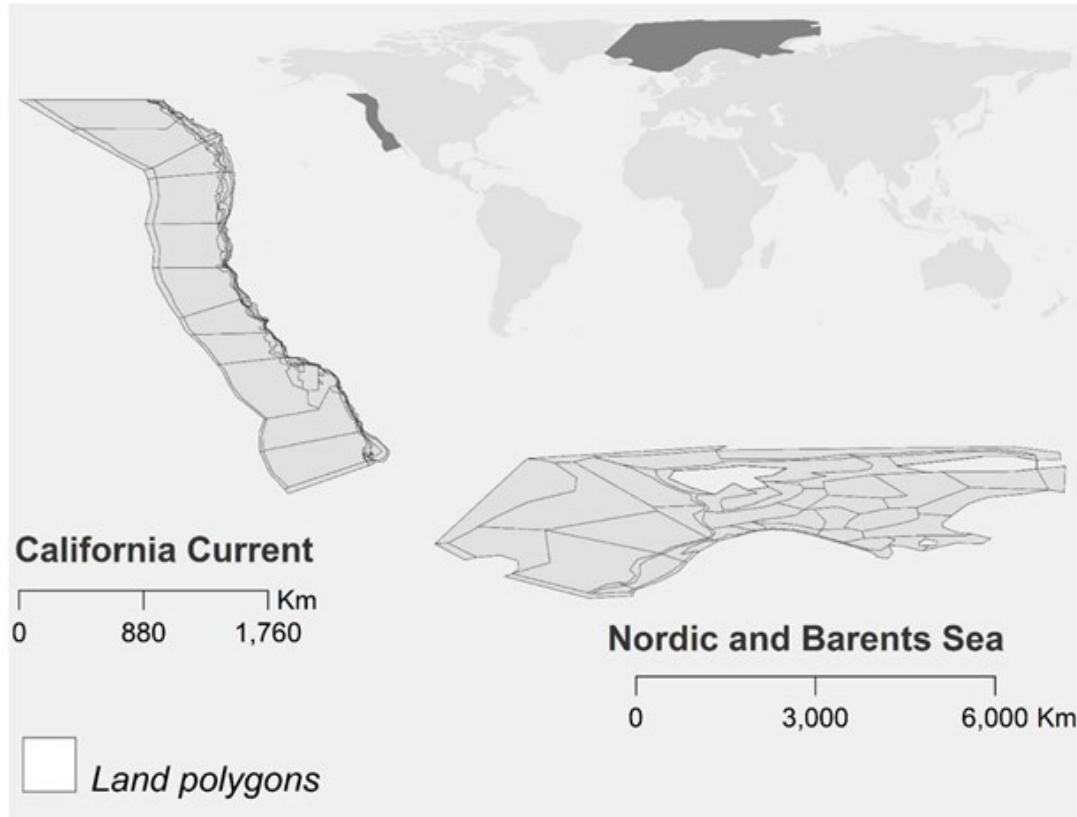 California Current
Km
0 880 1,760
Nordic and Barents Sea
0 3,000 6,000 Km
Land polygons